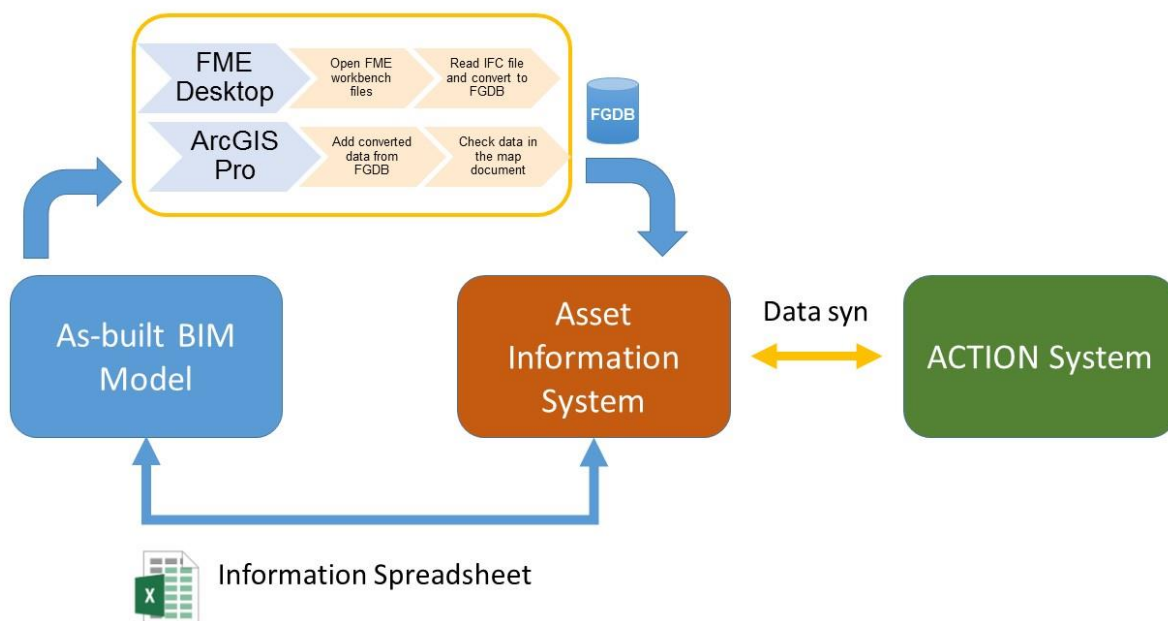 FME
Desktop
Open FME
workbench
files
Read IFC file
and convert to
FGDB
FGDB
ArcGIS
Pro
Add converted
data from
FGDB
Check data in
the map
document
As-built BIM
Model
Asset
Information
System
Data syn
ACTION System
X
Information Spreadsheet